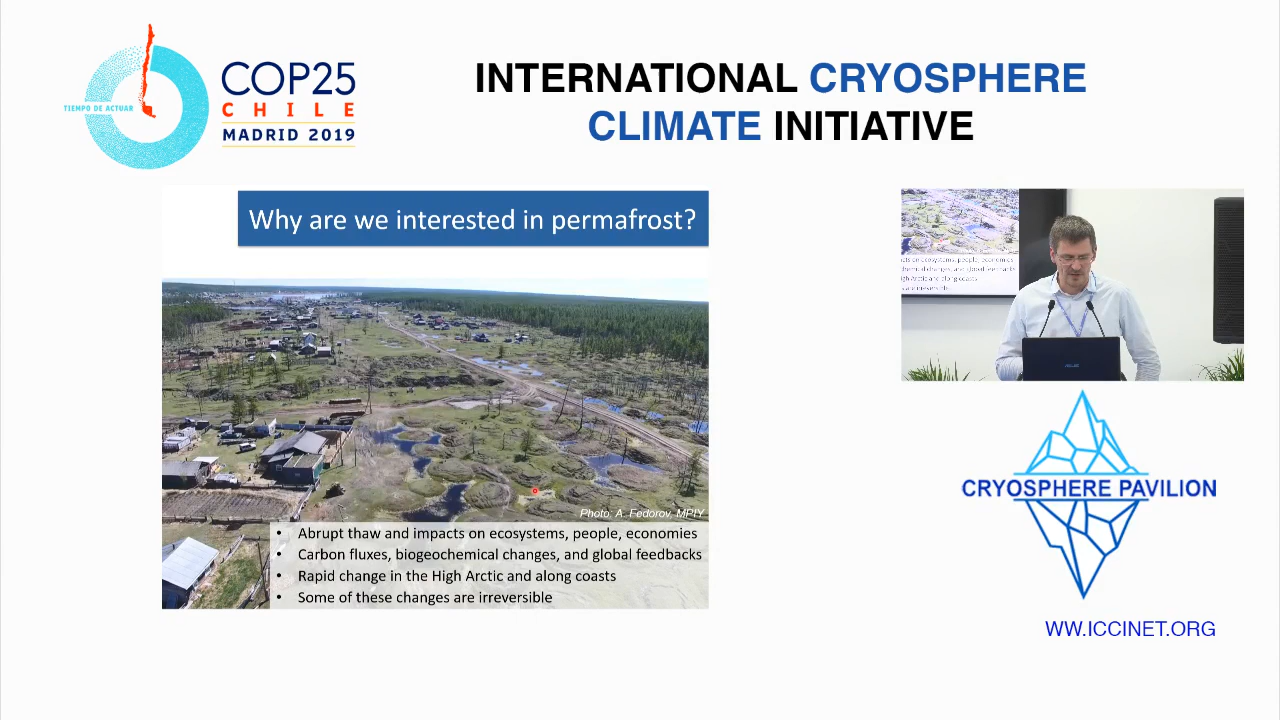 TIEMPO DE ACTUAR
COP25
CHILE
MADRID 2019
INTERNATIONAL CRYOSPHERE
CLIMATE INITIATIVE
Why are we interested in permafrost?
Photo: A. Fedorov, MPIY
• Abrupt thaw and impacts on ecosystems, people, economies
• Carbon fluxes, biogeochemical changes, and global feedbacks
• Rapid change in the High Arctic and along coasts
• Some of these changes are irreversible
ASUS
CRYOSPHERE PAVILION
WW.ICCINET.ORG